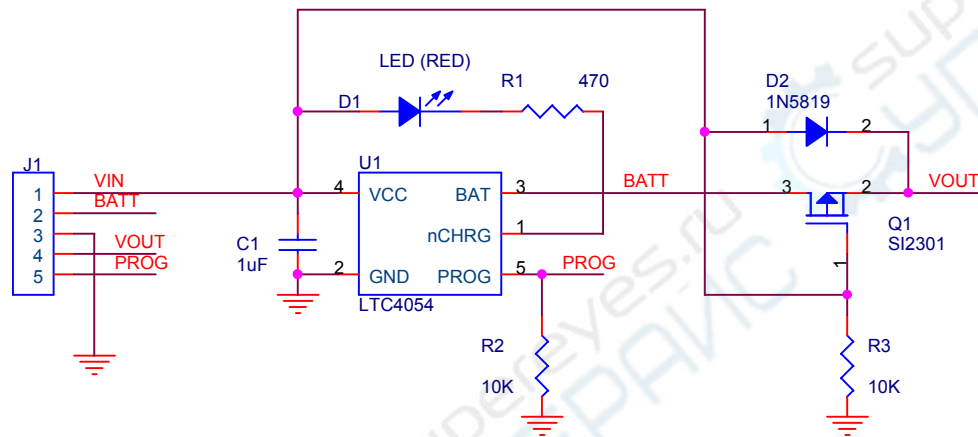 LED (RED)
R1
470
D1
D2
1N5819
1
2
J1
1
2
3
4
5
VIN
BATT
VOUT
PROG
U1
4
VCC
BAT
3
nCHRG
1
2
GND
PROG
5
LTC4054
C1
1uF
BATT
PROG
3
2
1
VOUT
Q1
SI2301
R2
10K
R3
10K
supereyes.ru